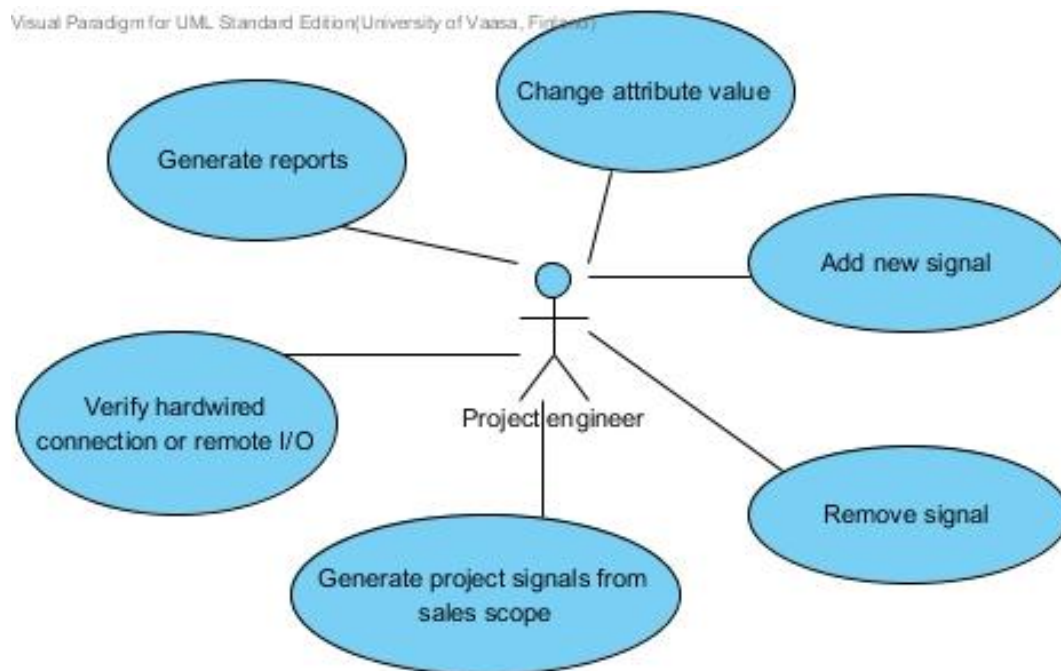 Visual Paradigm for UML Standard Edition(University of Vaasa, Finland)
Change attribute value
Generate reports
Add new signal
Verify hardwired
connection or remote I/O
Project engineer
Remove signal
Generate project signals from
sales scope